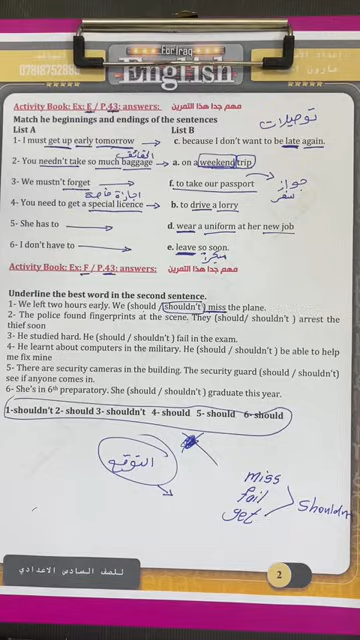 For Iraq
English
07818752883
Activity Book: Ex: E / P.43: answers: مهم جدا هذا التمرين
Match he beginnings and endings of the sentences
توصيلات
List A List B
1- I must get up early tomorrow → c. because I don't want to be late again.
2- You needn't take so much baggage → a. on a weekend trip
3- We mustn't forget f. to take our passport
جواز سفر
4- You need to get a special licence → b. to drive a lorry
5- She has to d. wear a uniform at her new job
6- I don't have to e. leave so soon.
Activity Book: Ex: F / P.43: answers: مهم جدا هذا التمرين
Underline the best word in the second sentence.
1- We left two hours early. We (should / shouldn't) miss the plane.
2- The police found fingerprints at the scene. They (should/ shouldn't) arrest the
thief soon
3- He studied hard. He (should / shouldn't) fail in the exam.
4- He learnt about computers in the military. He (should / shouldn't) be able to help
me fix mine
5- There are security cameras in the building. The security guard (should / shouldn't)
see if anyone comes in.
6- She's in 6th preparatory. She (should / shouldn't) graduate this year.
1-shouldn't 2- should 3- shouldn't 4- should 5- should 6- should
التوقع
miss
fail
get
shouldn't
للصف السادس الاعدادي
2